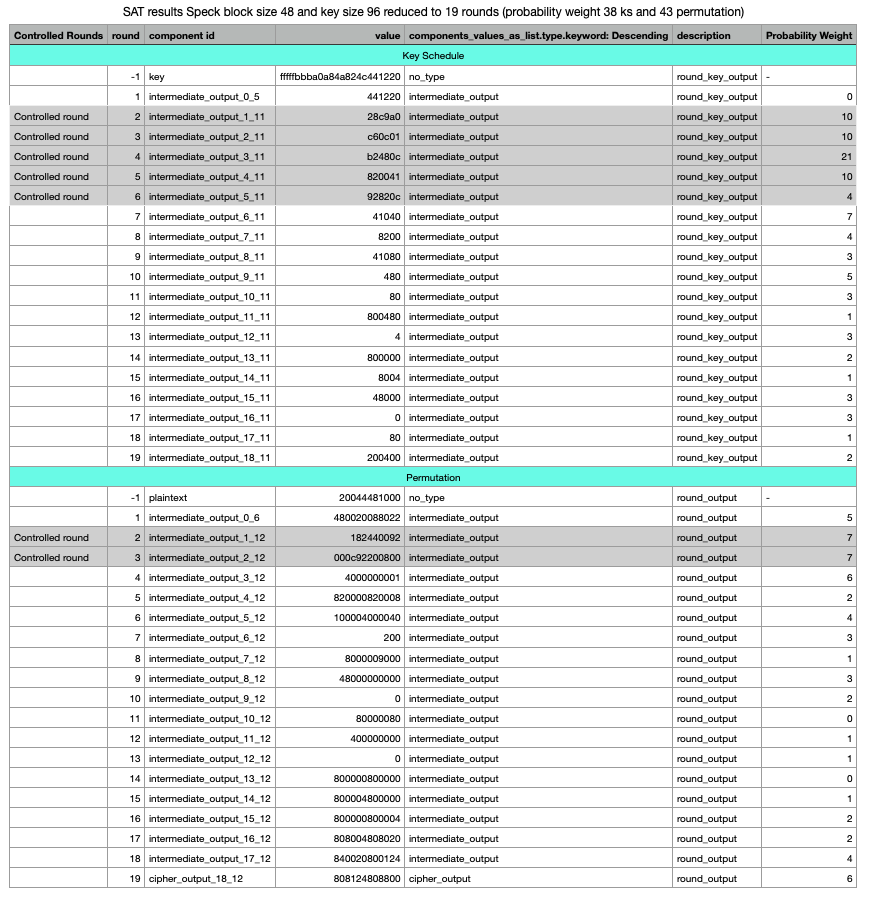 SAT results Speck block size 48 and key size 96 reduced to 19 rounds (probability weight 38 ks and 43 permutation)
Controlled Rounds round component id value components_values_as_list.type.keyword: Descending description Probability Weight
Key Schedule
-1 key fffffbbba0a84a824c441220 no_type round_key_output -
1 intermediate_output_0_5 441220 intermediate_output round_key_output 0
Controlled round 2 intermediate_output_1_11 28c9a0 intermediate_output round_key_output 10
Controlled round 3 intermediate_output_2_11 c60c01 intermediate_output round_key_output 10
Controlled round 4 intermediate_output_3_11 b2480c intermediate_output round_key_output 21
Controlled round 5 intermediate_output_4_11 820041 intermediate_output round_key_output 10
Controlled round 6 intermediate_output_5_11 92820c intermediate_output round_key_output 4
7 intermediate_output_6_11 41040 intermediate_output round_key_output 7
8 intermediate_output_7_11 8200 intermediate_output round_key_output 4
9 intermediate_output_8_11 41080 intermediate_output round_key_output 3
10 intermediate_output_9_11 480 intermediate_output round_key_output 5
11 intermediate_output_10_11 80 intermediate_output round_key_output 3
12 intermediate_output_11_11 800480 intermediate_output round_key_output 1
13 intermediate_output_12_11 4 intermediate_output round_key_output 3
14 intermediate_output_13_11 800000 intermediate_output round_key_output 2
15 intermediate_output_14_11 8004 intermediate_output round_key_output 1
16 intermediate_output_15_11 48000 intermediate_output round_key_output 3
17 intermediate_output_16_11 0 intermediate_output round_key_output 3
18 intermediate_output_17_11 80 intermediate_output round_key_output 1
19 intermediate_output_18_11 200400 intermediate_output round_key_output 2
Permutation
-1 plaintext 20044481000 no_type round_output -
1 intermediate_output_0_6 480020088022 intermediate_output round_output 5
Controlled round 2 intermediate_output_1_12 182440092 intermediate_output round_output 7
Controlled round 3 intermediate_output_2_12 000c92200800 intermediate_output round_output 7
4 intermediate_output_3_12 4000000001 intermediate_output round_output 6
5 intermediate_output_4_12 820000820008 intermediate_output round_output 2
6 intermediate_output_5_12 100004000040 intermediate_output round_output 4
7 intermediate_output_6_12 200 intermediate_output round_output 3
8 intermediate_output_7_12 8000009000 intermediate_output round_output 1
9 intermediate_output_8_12 48000000000 intermediate_output round_output 3
10 intermediate_output_9_12 0 intermediate_output round_output 2
11 intermediate_output_10_12 80000080 intermediate_output round_output 0
12 intermediate_output_11_12 400000000 intermediate_output round_output 1
13 intermediate_output_12_12 0 intermediate_output round_output 1
14 intermediate_output_13_12 800000800000 intermediate_output round_output 0
15 intermediate_output_14_12 800004800000 intermediate_output round_output 1
16 intermediate_output_15_12 800000800004 intermediate_output round_output 2
17 intermediate_output_16_12 808004808020 intermediate_output round_output 2
18 intermediate_output_17_12 840020800124 intermediate_output round_output 4
19 cipher_output_18_12 808124808800 cipher_output round_output 6